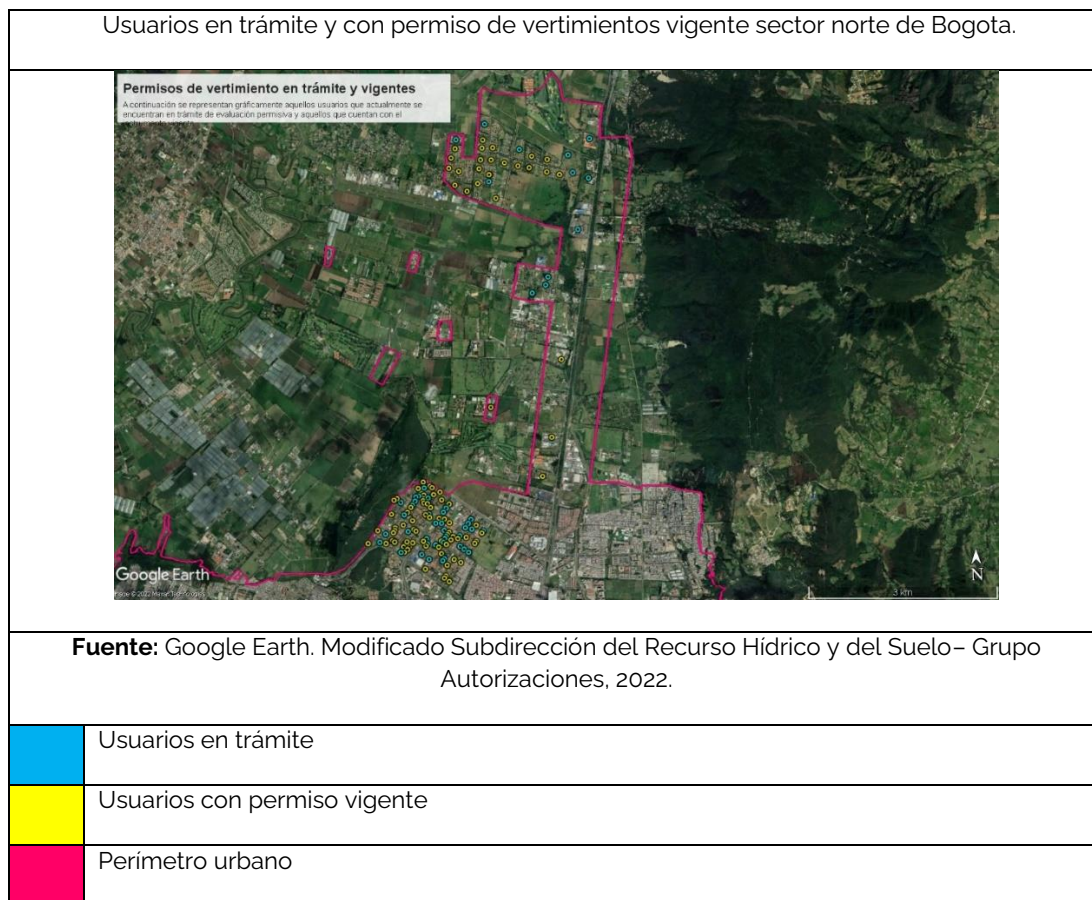 Usuarios en trámite y con permiso de vertimientos vigente sector norte de Bogota.
Permisos de vertimiento en trámite y vigentes
A continuación se representan gráficamente aquellos usuarios que actualmente se
encuentran en trámite de evaluación permisiva y aquellos que cuentan con el
Google Earth
N
3 km
Fuente: Google Earth. Modificado Subdirección del Recurso Hídrico y del Suelo– Grupo
Autorizaciones, 2022.
Usuarios en trámite
Usuarios con permiso vigente
Perímetro urbano